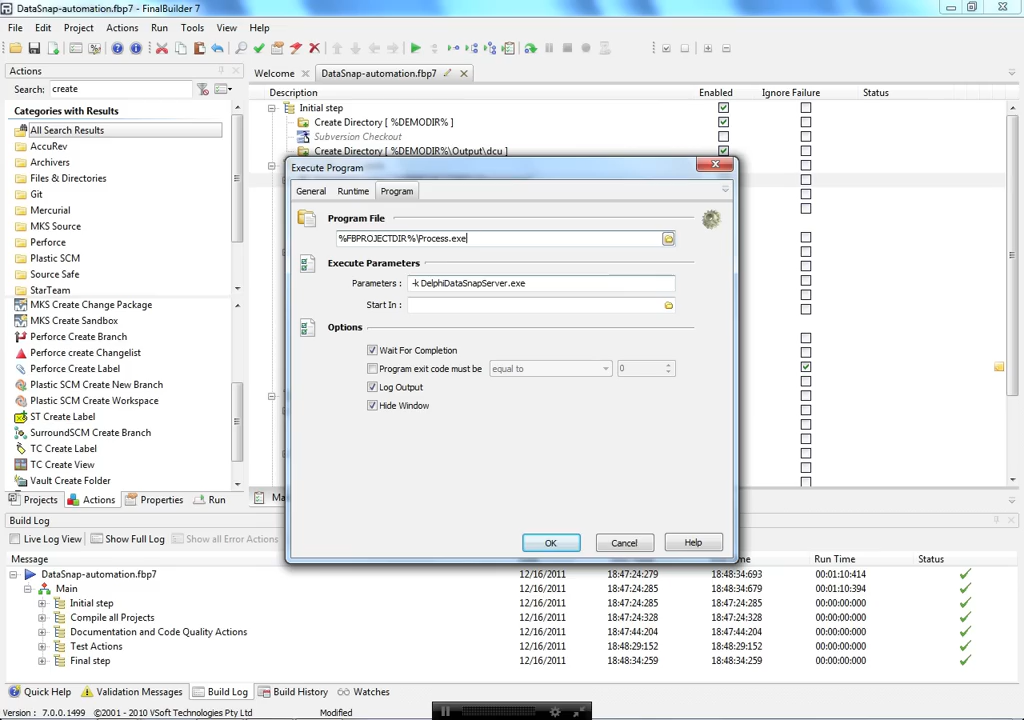 DataSnap-automation.fbp7 - FinalBuilder 7
File Edit Project Actions Run Tools View Help
Actions
Search: create
Categories with Results
All Search Results
AccuRev
Archivers
Files & Directories
Git
Mercurial
MKS Source
Perforce
Plastic SCM
Source Safe
StarTeam
MKS Create Change Package
MKS Create Sandbox
Perforce Create Branch
Perforce create Changelist
Perforce Create Label
Plastic SCM Create New Branch
Plastic SCM Create Workspace
ST Create Label
SurroundSCM Create Branch
TC Create Label
TC Create View
Vault Create Folder
Projects Actions Properties Run
Welcome DataSnap-automation.fbp7
Description Enabled Ignore Failure Status
Initial step
Create Directory [ %DEMODIR% ]
Subversion Checkout
Create Directory [ %DEMODIR%\Output\dcu ]
Execute Program
General Runtime Program
Program File
%FBPROJECTDIR%\Process.exe
Execute Parameters
Parameters : -k DelphiDataSnapServer.exe
Start In :
Options
Wait For Completion
Program exit code must be equal to 0
Log Output
Hide Window
OK Cancel Help
Build Log
Live Log View Show Full Log Show all Error Actions
Message Run Time Status
DataSnap-automation.fbp7 12/16/2011 18:47:24:279 18:48:34:693 00:01:10:414
Main 12/16/2011 18:47:24:285 18:48:34:679 00:01:10:394
Initial step 12/16/2011 18:47:24:285 18:47:24:285 00:00:00:000
Compile all Projects 12/16/2011 18:47:24:328 18:47:24:328 00:00:00:000
Documentation and Code Quality Actions 12/16/2011 18:47:44:204 18:47:44:204 00:00:00:000
Test Actions 12/16/2011 18:48:29:152 18:48:29:152 00:00:00:000
Final step 12/16/2011 18:48:34:259 18:48:34:259 00:00:00:000
Quick Help Validation Messages Build Log Build History Watches
Version : 7.0.0.1499 ©2001 - 2010 VSoft Technologies Pty Ltd Modified